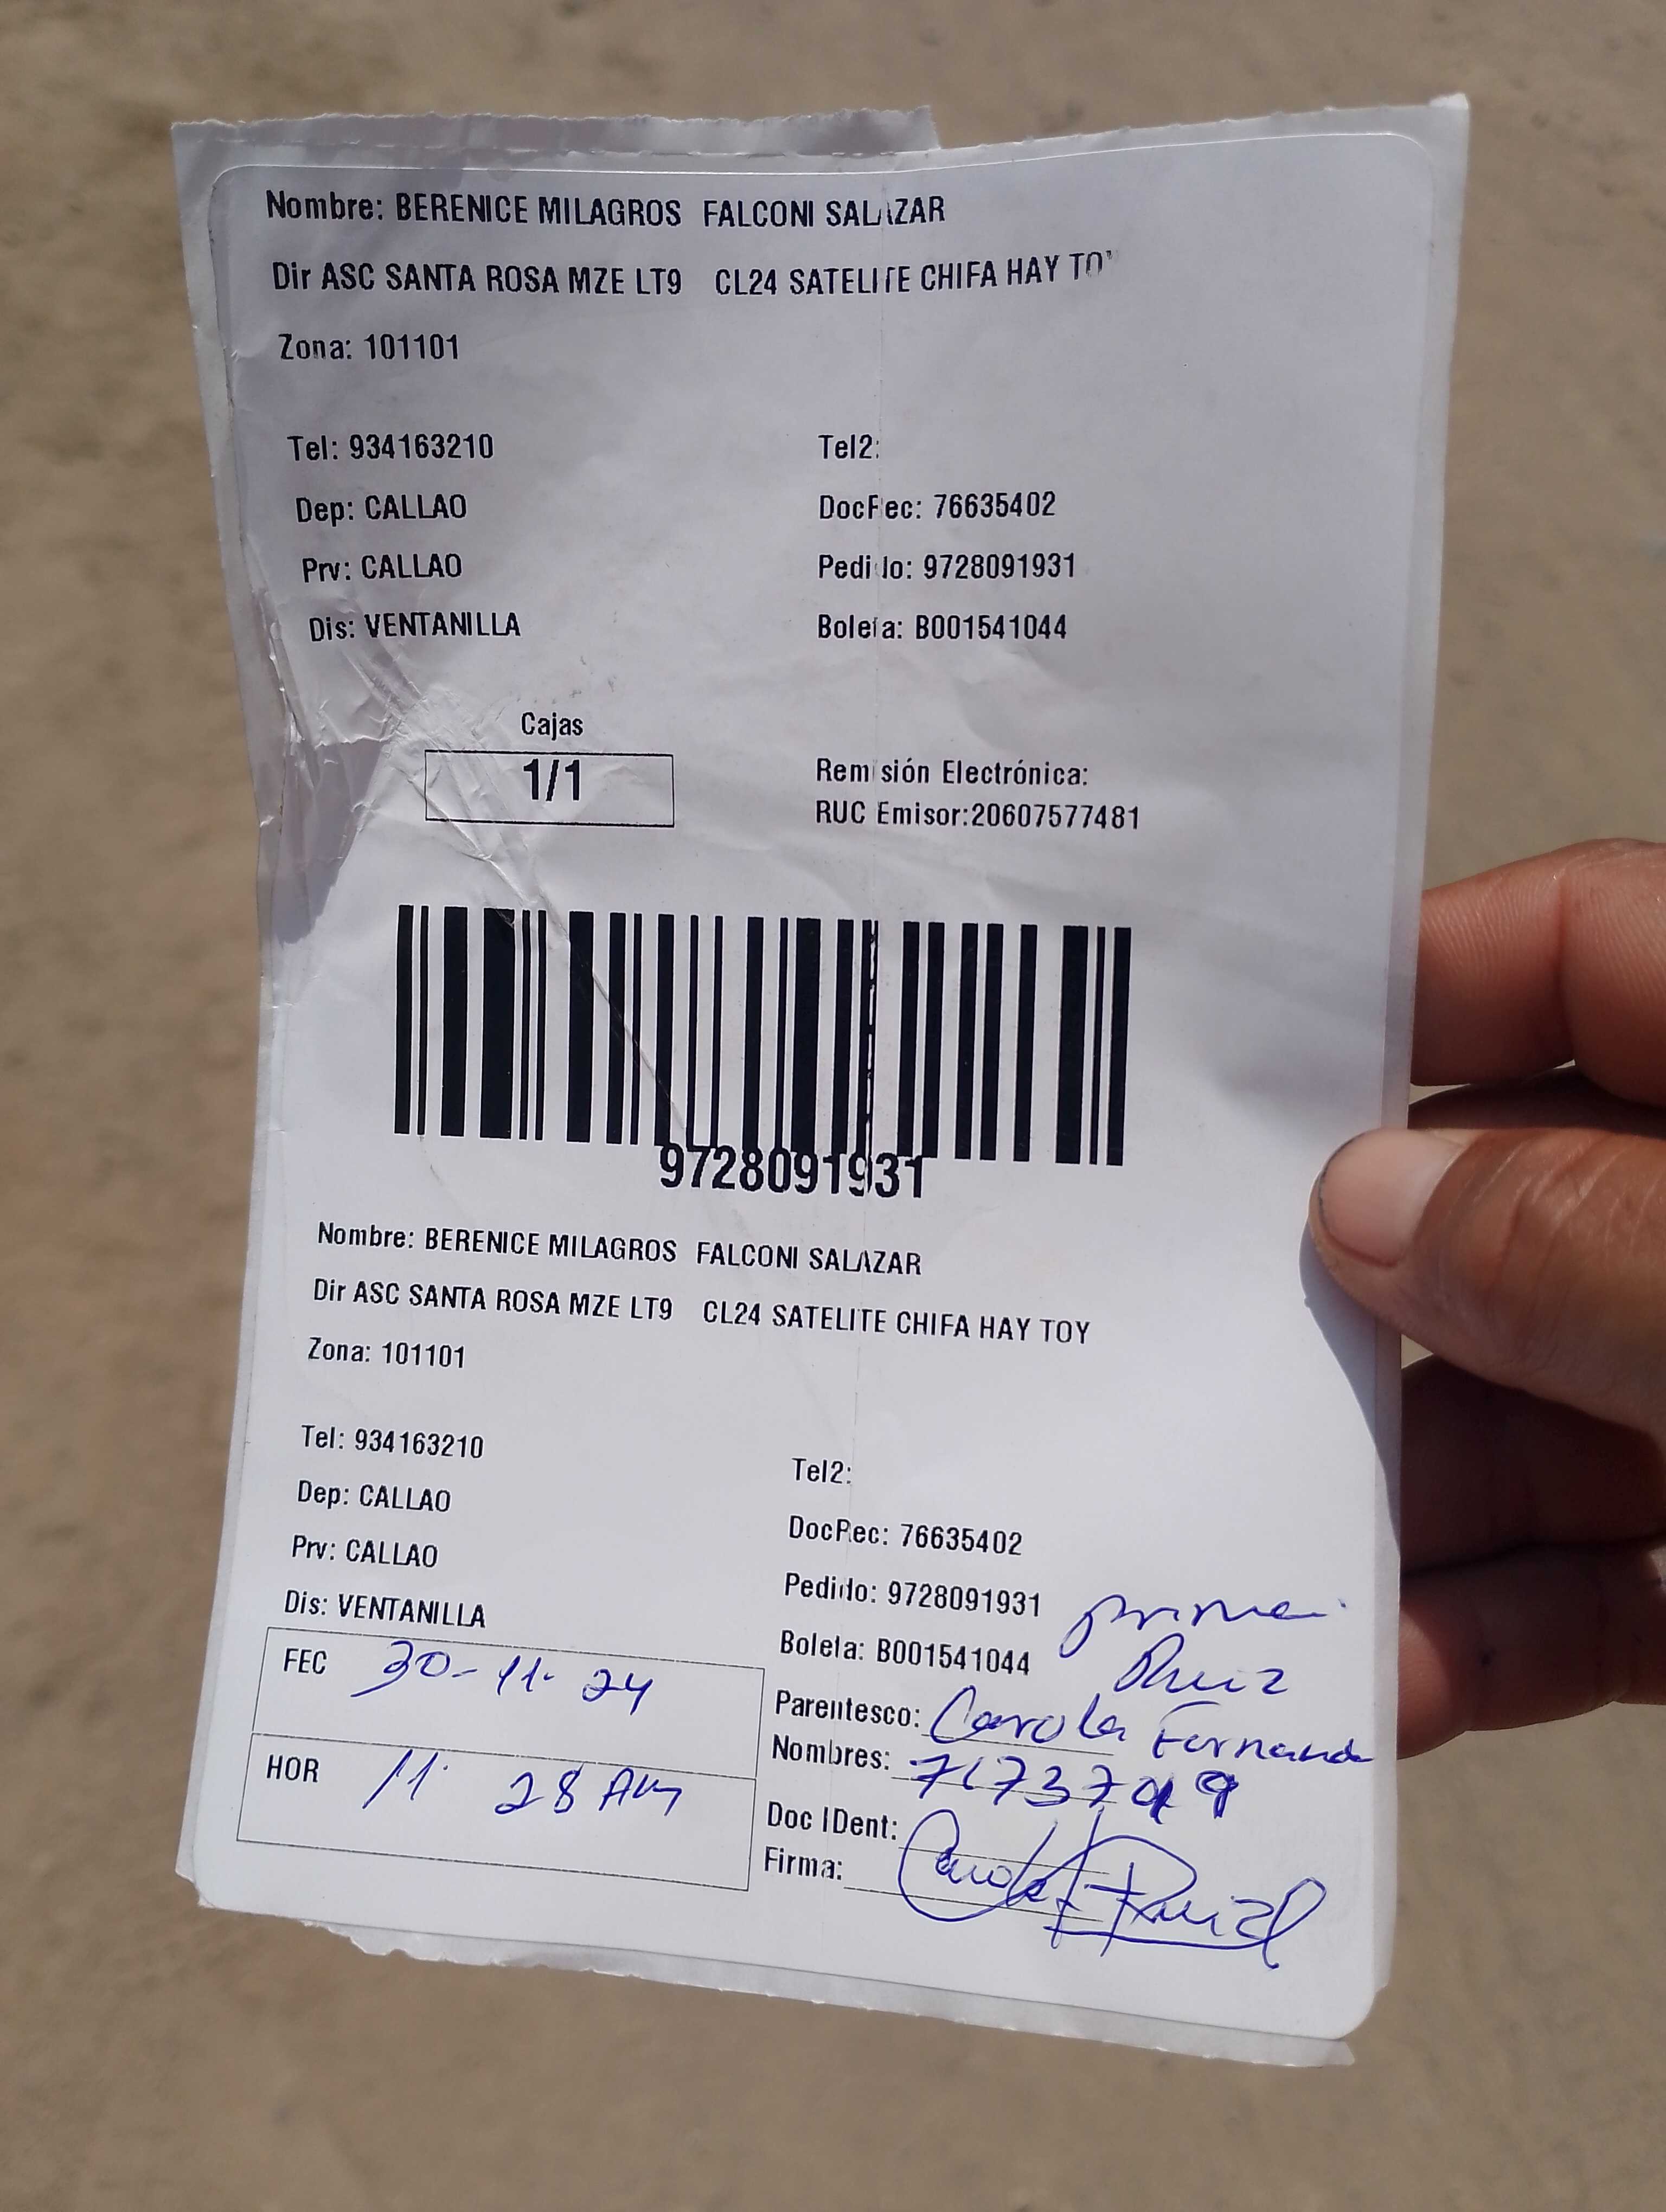 Nombre: BERENICE MILAGROS FALCONI SALAZAR
Dir ASC SANTA ROSA MZE LT9 CL24 SATELITE CHIFA HAY TOY
Zona: 101101
Tel: 934163210 Tel2:
Dep: CALLAO DocRec: 76635402
Prv: CALLAO Pedido: 9728091931
Dis: VENTANILLA Boleta: B001541044
Cajas
1/1
Remisión Electrónica:
RUC Emisor:20607577481
9728091931
Nombre: BERENICE MILAGROS FALCONI SALAZAR
Dir ASC SANTA ROSA MZE LT9 CL24 SATELITE CHIFA HAY TOY
Zona: 101101
Tel: 934163210 Tel2:
Dep: CALLAO DocRec: 76635402
Prv: CALLAO Pedido: 9728091931
Dis: VENTANILLA Boleta: B001541044
FEC 30-11-24
HOR 11 28 AM
Ruiz
Parentesco: Carola Fernanda
Nombres:
Doc IDent:
Firma: Carola F Ruiz